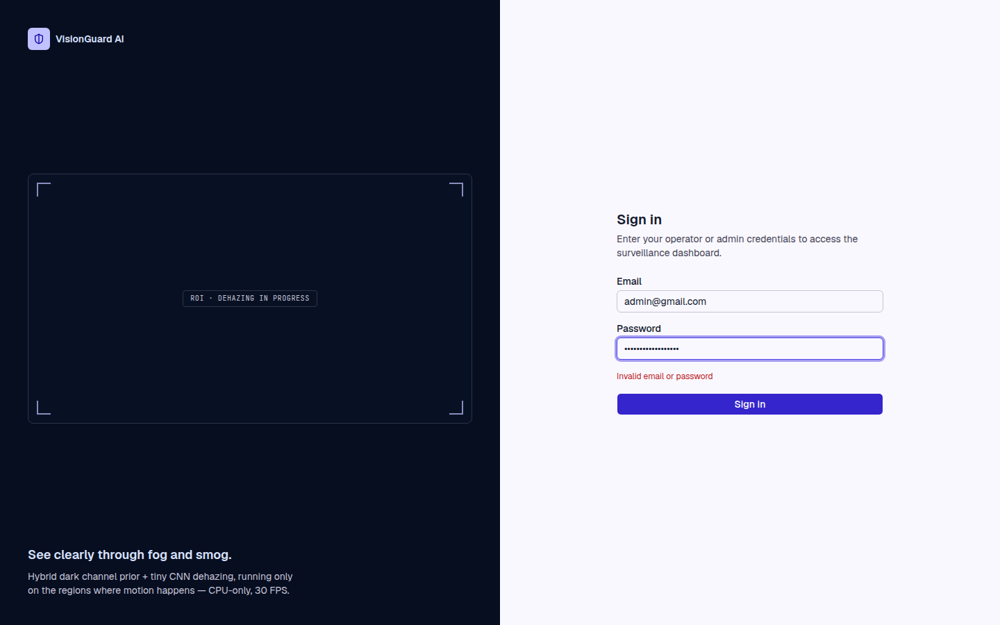 VisionGuard AI
ROI · DEHAZING IN PROGRESS
See clearly through fog and smog.
Hybrid dark channel prior + tiny CNN dehazing, running only
on the regions where motion happens — CPU-only, 30 FPS.
Sign in
Enter your operator or admin credentials to access the
surveillance dashboard.
Email
admin@gmail.com
Password
••••••••••••••••••
Invalid email or password
Sign in